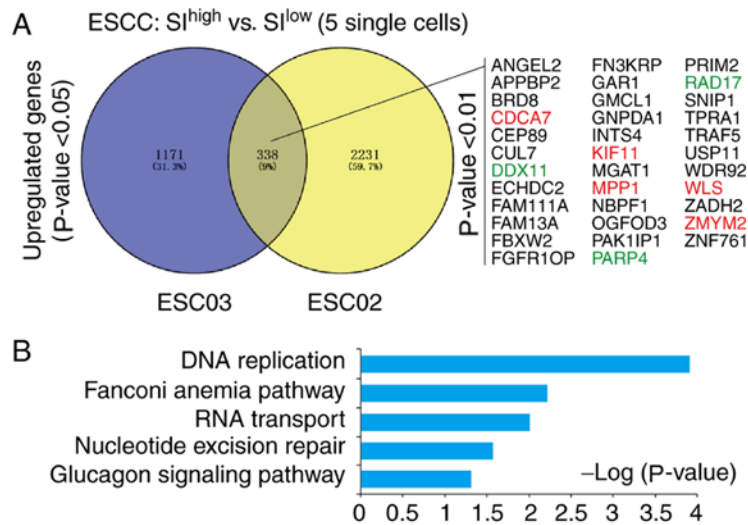 A
ESCC: SIhigh vs. SIlow (5 single cells)
Upregulated genes
(P-value <0.05)
1171
(31.3%)
338
(9%)
2231
(59.7%)
ESC03
ESC02
P-value <0.01
ANGEL2 FN3KRP PRIM2
APPBP2 GAR1 RAD17
BRD8 GMCL1 SNIP1
CDCA7 GNPDA1 TPRA1
CEP89 INTS4 TRAF5
CUL7 KIF11 USP11
DDX11 MGAT1 WDR92
ECHDC2 MPP1 WLS
FAM111A NBPF1 ZADH2
FAM13A OGFOD3 ZMYM2
FBXW2 PAK1IP1 ZNF761
FGFR1OP PARP4
B
DNA replication
Fanconi anemia pathway
RNA transport
Nucleotide excision repair
Glucagon signaling pathway
−Log (P-value)
0 0.5 1 1.5 2 2.5 3 3.5 4